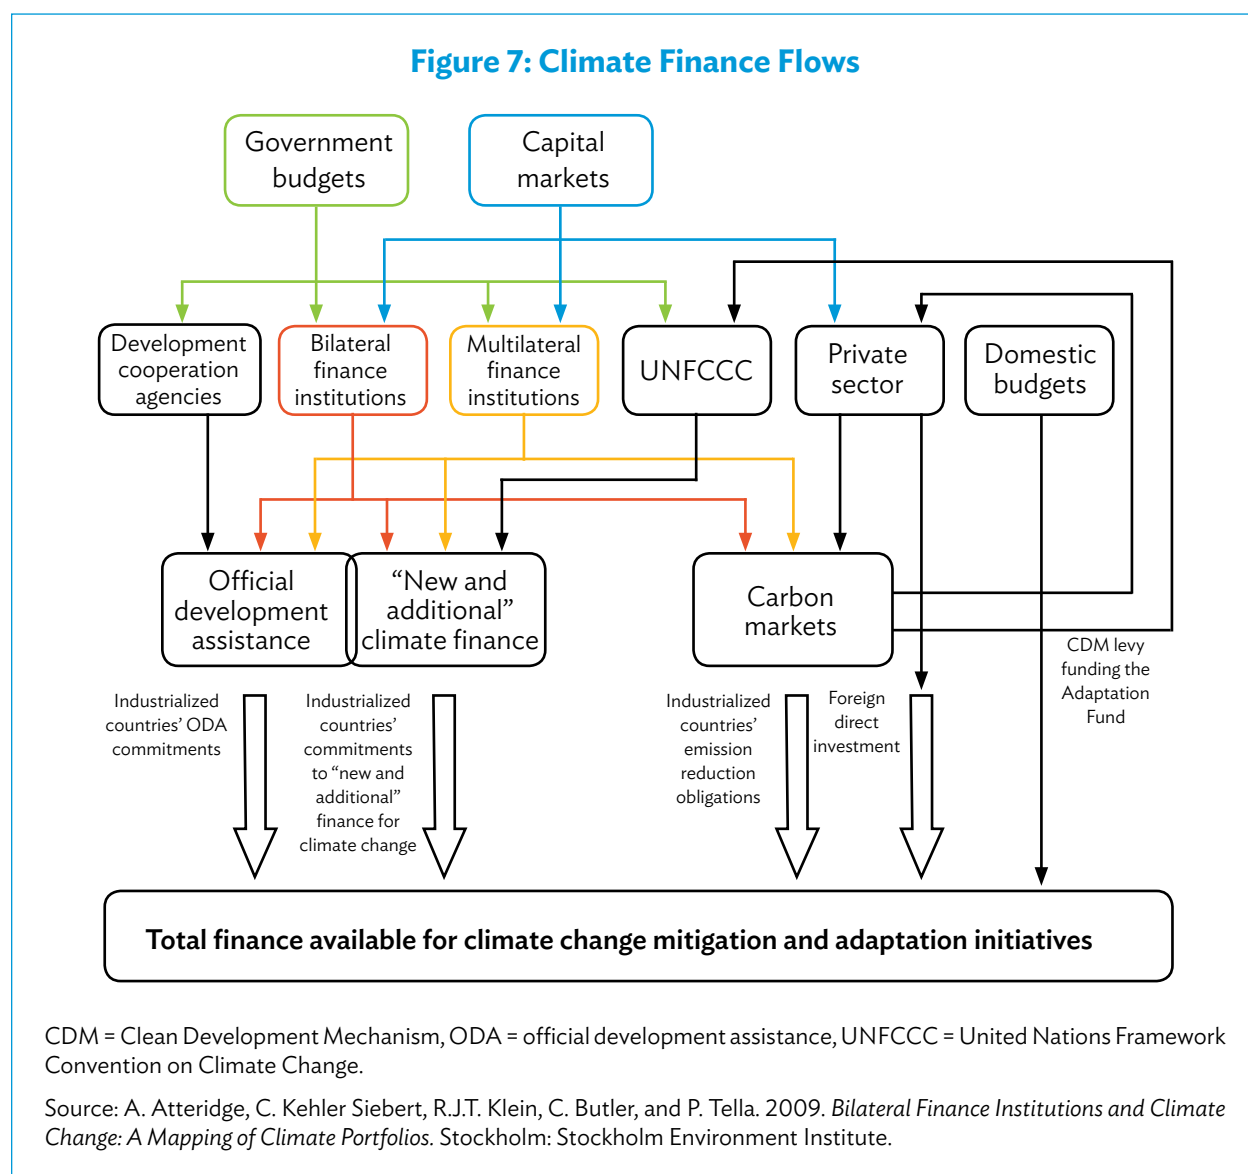 Figure 7: Climate Finance Flows
Government
budgets
Capital
markets
Development
cooperation
agencies
Bilateral
finance
institutions
Multilateral
finance
institutions
UNFCCC
Private
sector
Domestic
budgets
Official
development
assistance
“New and
additional”
climate finance
Carbon
markets
CDM levy
funding the
Adaptation
Fund
Industrialized
countries’ ODA
commitments
Industrialized
countries’
commitments
to “new and
additional”
finance for
climate change
Industrialized
countries’
emission
reduction
obligations
Foreign
direct
investment
Total finance available for climate change mitigation and adaptation initiatives
CDM = Clean Development Mechanism, ODA = official development assistance, UNFCCC = United Nations Framework
Convention on Climate Change.
Source: A. Atteridge, C. Kehler Siebert, R.J.T. Klein, C. Butler, and P. Tella. 2009. Bilateral Finance Institutions and Climate
Change: A Mapping of Climate Portfolios. Stockholm: Stockholm Environment Institute.